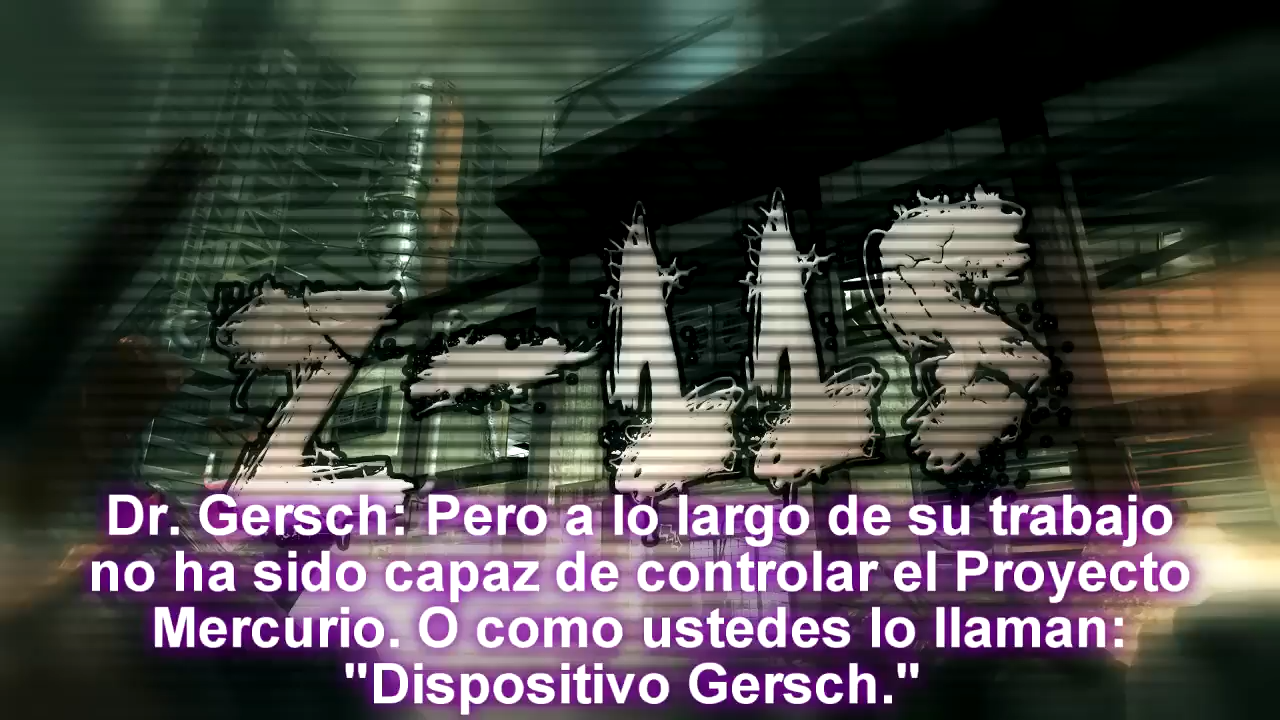 Dr. Gersch: Pero a lo largo de su trabajo
no ha sido capaz de controlar el Proyecto
Mercurio. O como ustedes lo llaman:
"Dispositivo Gersch."